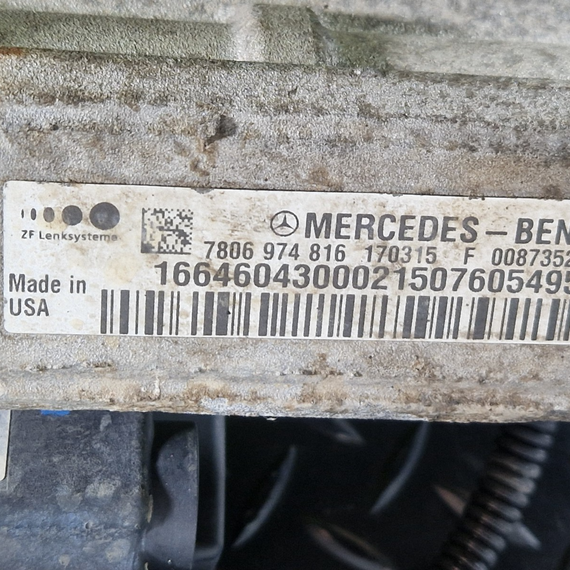 MERCEDES – BEN
ZF Lenksysteme
7806 974 816 170315 F 0087352
1664604300021507605495
Made in
USA